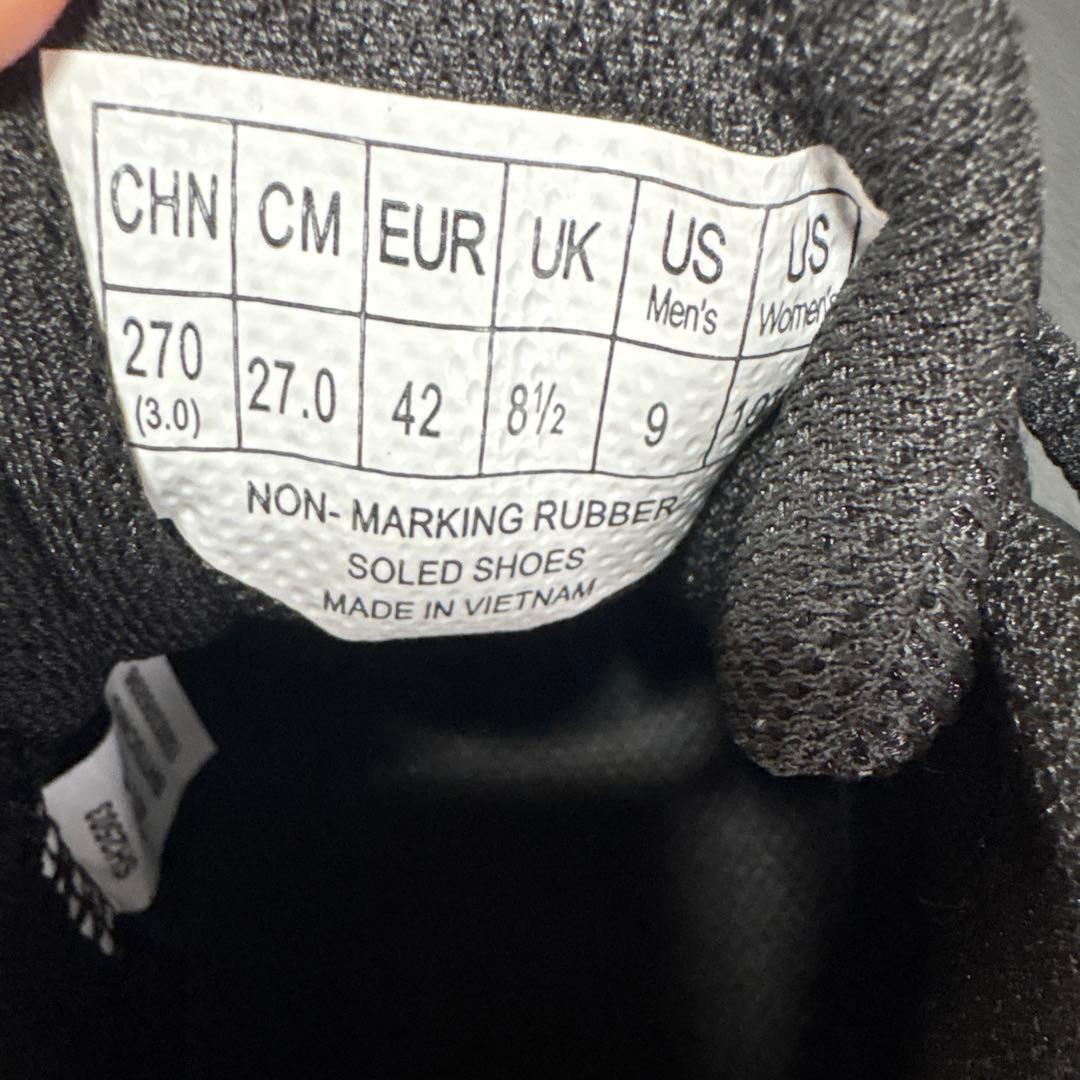 CHN CM EUR UK US Men's US Women's
270 (3.0) 27.0 42 8½ 9
NON- MARKING RUBBER
SOLED SHOES
MADE IN VIETNAM